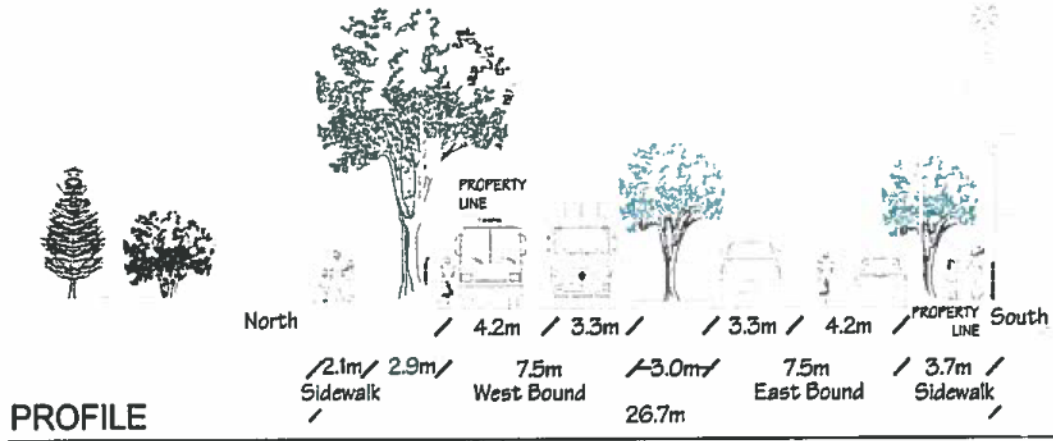 PROPERTY
LINE
North
4.2m
3.3m
3.3m
4.2m
PROPERTY
LINE
South
2.1m
2.9m
7.5m
3.0m
7.5m
3.7m
Sidewalk
West Bound
East Bound
Sidewalk
26.7m
PROFILE